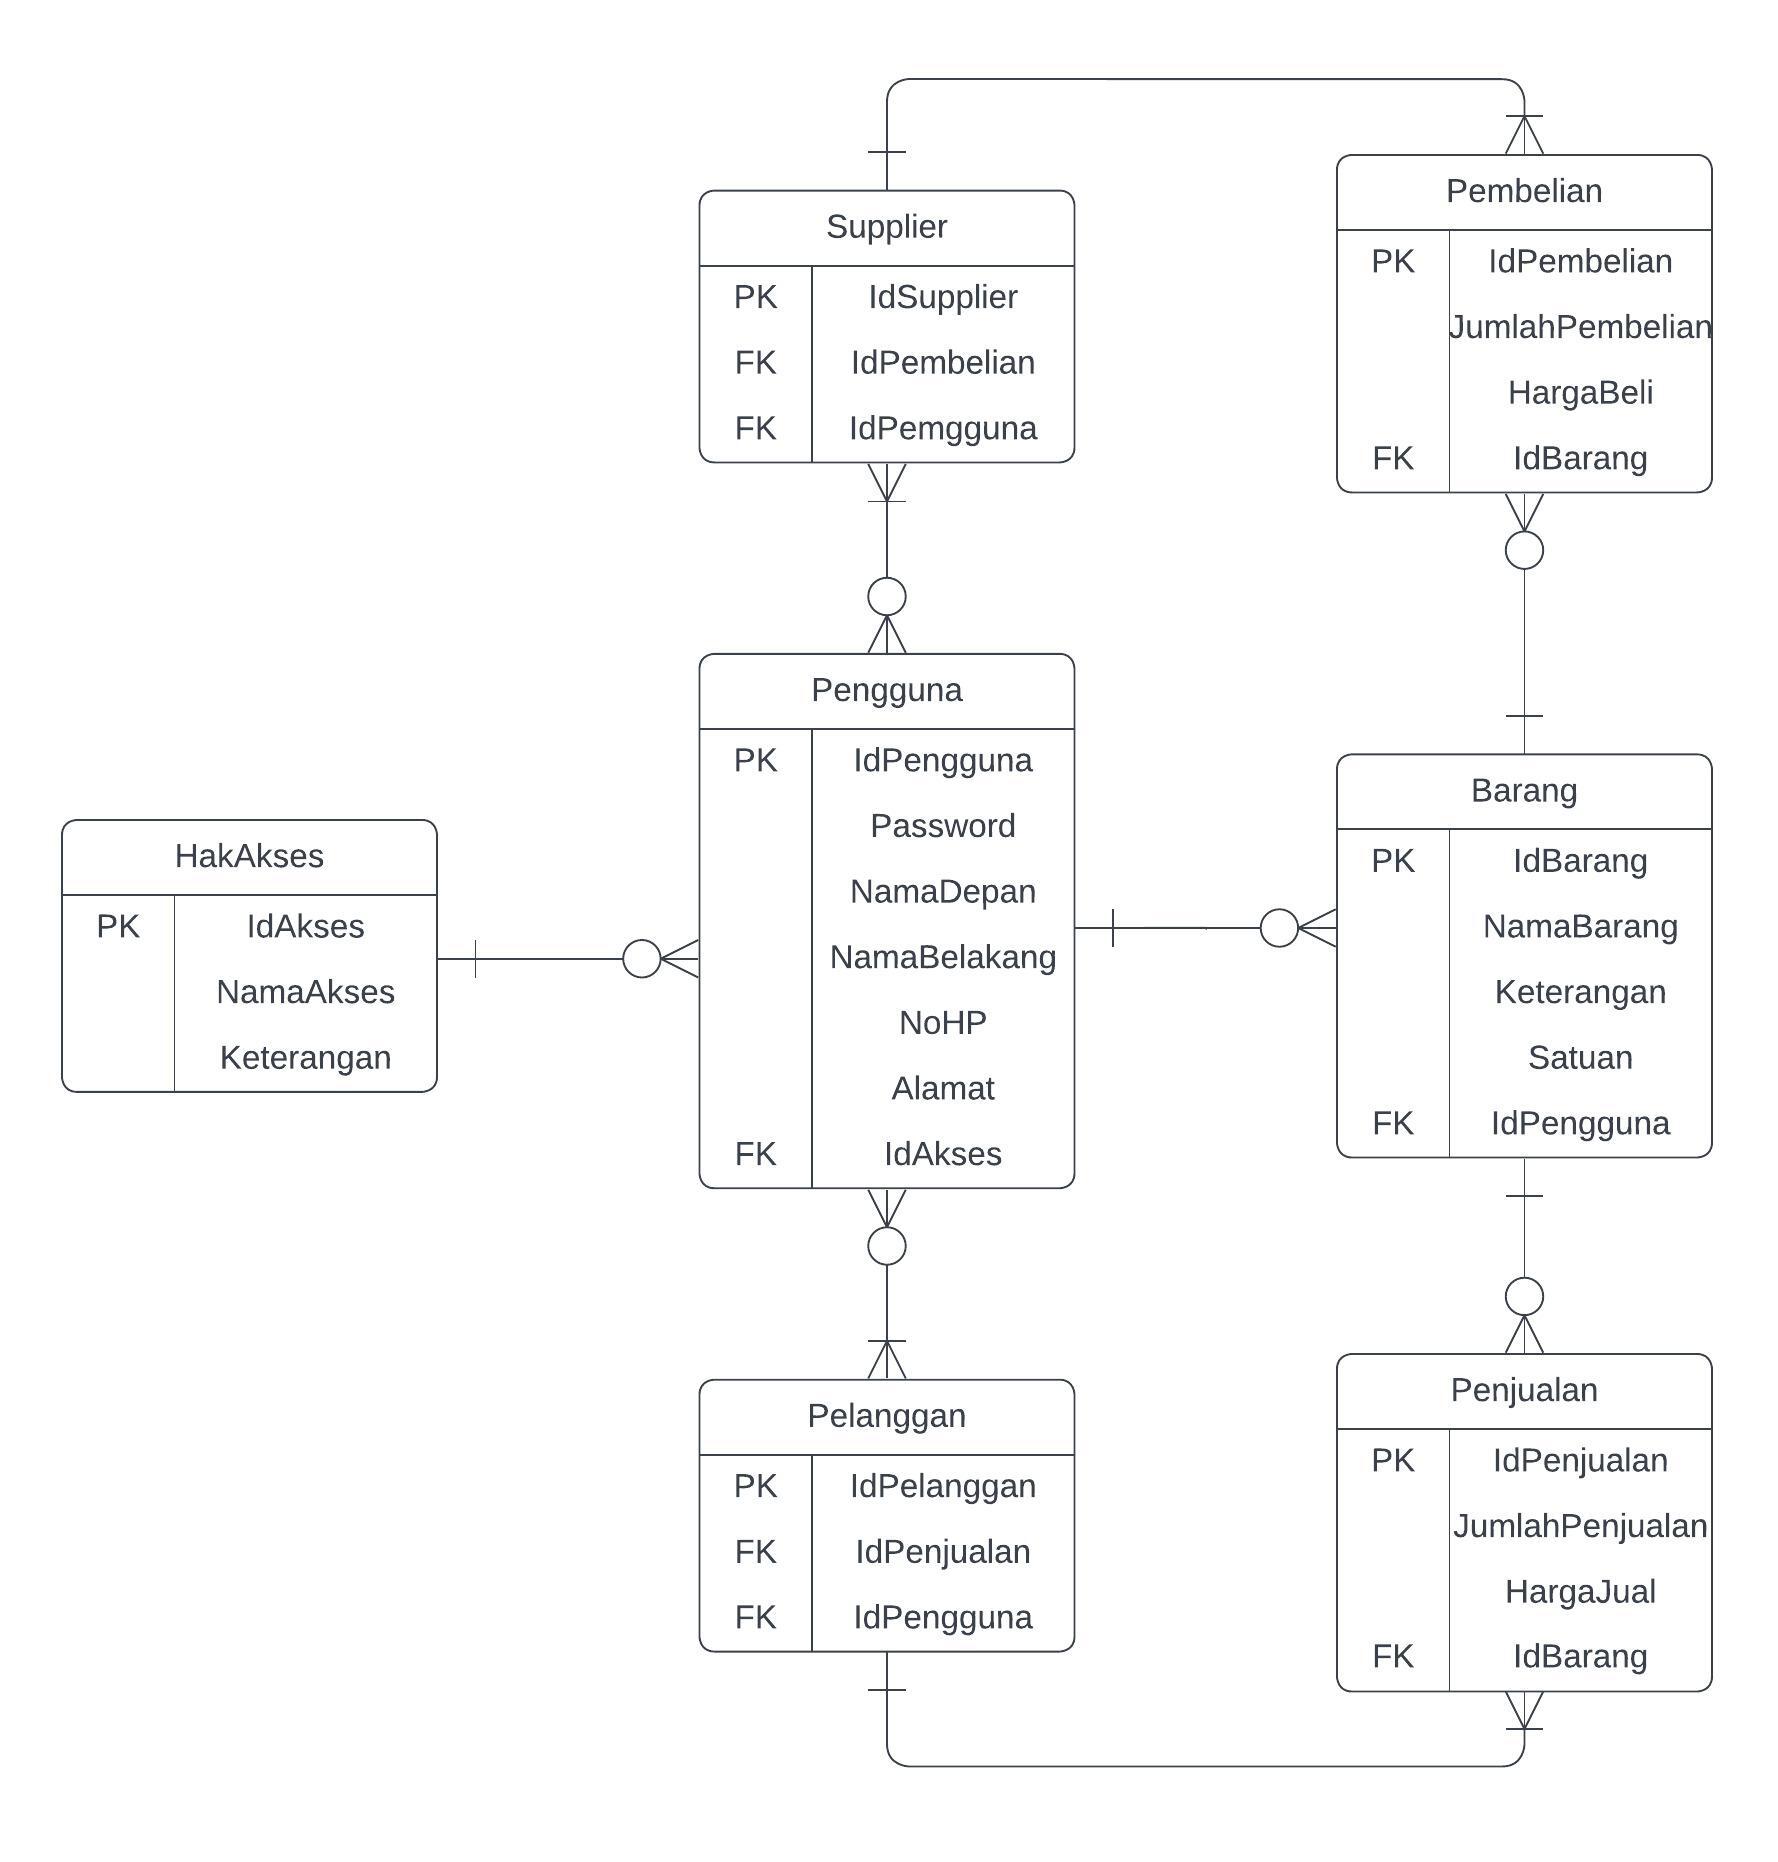 Supplier
PK IdSupplier
FK IdPembelian
FK IdPemgguna
Pembelian
PK IdPembelian
JumlahPembelian
HargaBeli
FK IdBarang
HakAkses
PK IdAkses
NamaAkses
Keterangan
Pengguna
PK IdPengguna
Password
NamaDepan
NamaBelakang
NoHP
Alamat
FK IdAkses
Barang
PK IdBarang
NamaBarang
Keterangan
Satuan
FK IdPengguna
Pelanggan
PK IdPelanggan
FK IdPenjualan
FK IdPengguna
Penjualan
PK IdPenjualan
JumlahPenjualan
HargaJual
FK IdBarang